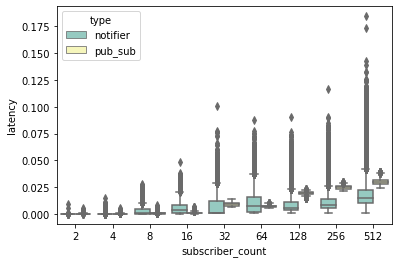 type
notifier
pub_sub
0.175
0.150
0.125
0.100
0.075
0.050
0.025
0.000
latency
2 4 8 16 32 64 128 256 512
subscriber_count